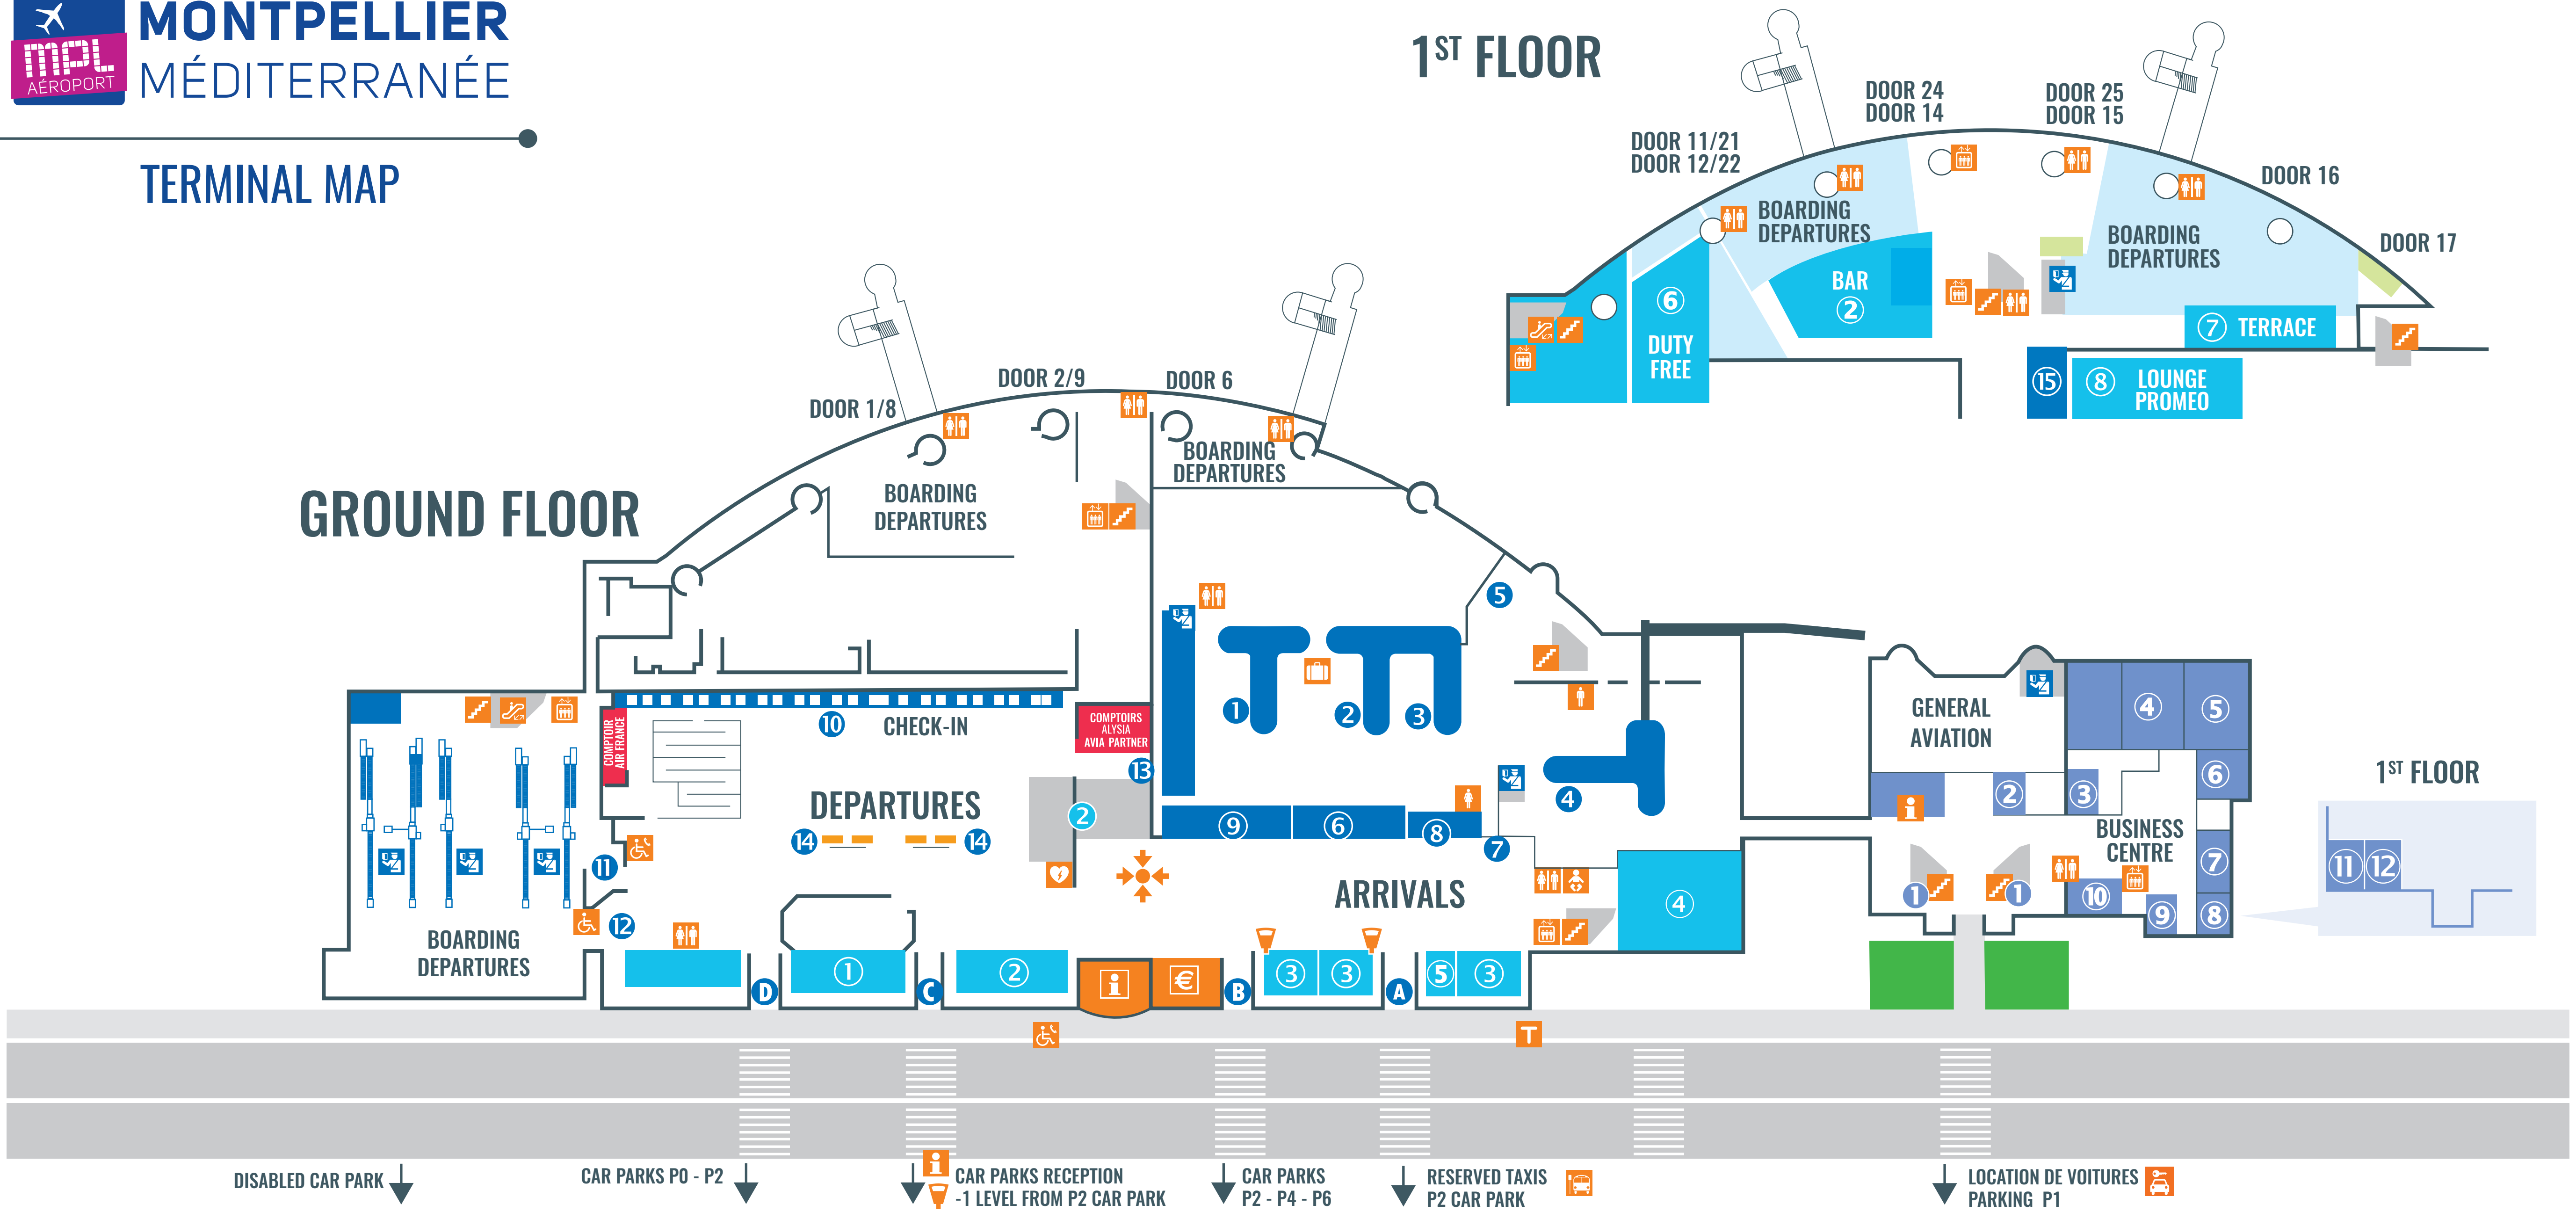 MONTPELLIER
MÉDITERRANÉE
MPL
AÉROPORT
TERMINAL MAP
1ST FLOOR
DOOR 24
DOOR 14
DOOR 25
DOOR 15
DOOR 11/21
DOOR 12/22
DOOR 16
DOOR 17
BOARDING
DEPARTURES
BOARDING
DEPARTURES
6
DUTY
FREE
BAR
2
7 TERRACE
15
8 LOUNGE
PROMEO
GROUND FLOOR
DOOR 1/8
DOOR 2/9
DOOR 6
BOARDING
DEPARTURES
BOARDING
DEPARTURES
5
1
2
3
4
10
CHECK-IN
COMPTOIR
AIR FRANCE
COMPTOIRS
ALYSIA
AVIA PARTNER
13
DEPARTURES
14
14
2
9
6
8
7
11
12
ARRIVALS
4
BOARDING
DEPARTURES
D
1
C
2
i
€
B
3
3
A
5
3
T
GENERAL
AVIATION
i
2
3
4
5
6
BUSINESS
CENTRE
7
8
9
10
1
1
1ST FLOOR
11
12
DISABLED CAR PARK
CAR PARKS P0 - P2
i
CAR PARKS RECEPTION
-1 LEVEL FROM P2 CAR PARK
CAR PARKS
P2 - P4 - P6
RESERVED TAXIS
P2 CAR PARK
LOCATION DE VOITURES
PARKING P1